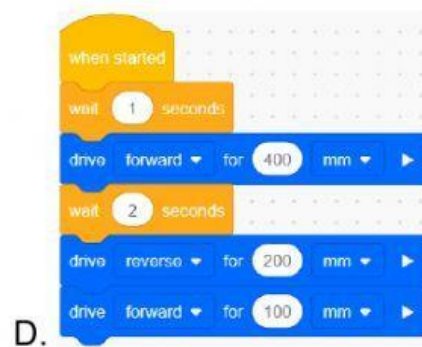 when started
wait 1 seconds
drive forward for 400 mm
wait 2 seconds
drive reverse for 200 mm
drive forward for 100 mm
D.